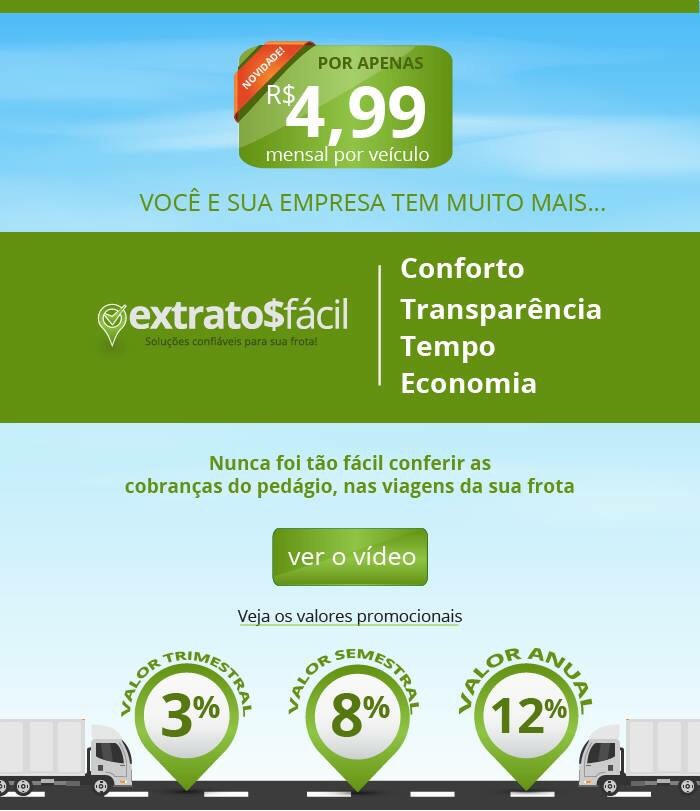 NOVIDADE!
POR APENAS
R$4,99
mensal por veículo
VOCÊ E SUA EMPRESA TEM MUITO MAIS...
extrato$fácil
Soluções confiáveis para sua frota!
Conforto
Transparência
Tempo
Economia
Nunca foi tão fácil conferir as
cobranças do pedágio, nas viagens da sua frota
ver o vídeo
Veja os valores promocionais
VALOR TRIMESTRAL
3%
VALOR SEMESTRAL
8%
VALOR ANUAL
12%